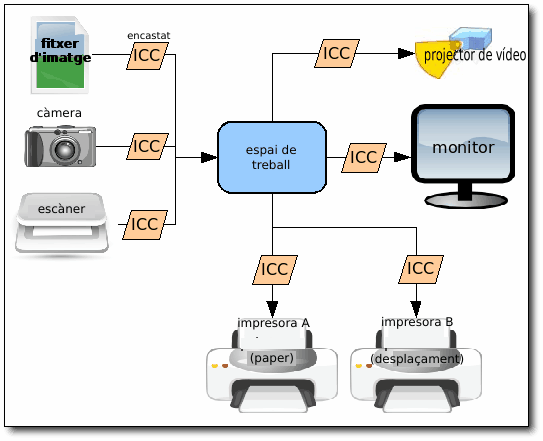 fitxer
d'imatge
encastat
ICC
ICC
projector de vídeo
càmera
ICC
espai de
treball
ICC
monitor
escàner
ICC
ICC
ICC
impresora A
(paper)
impresora B
(desplaçament)